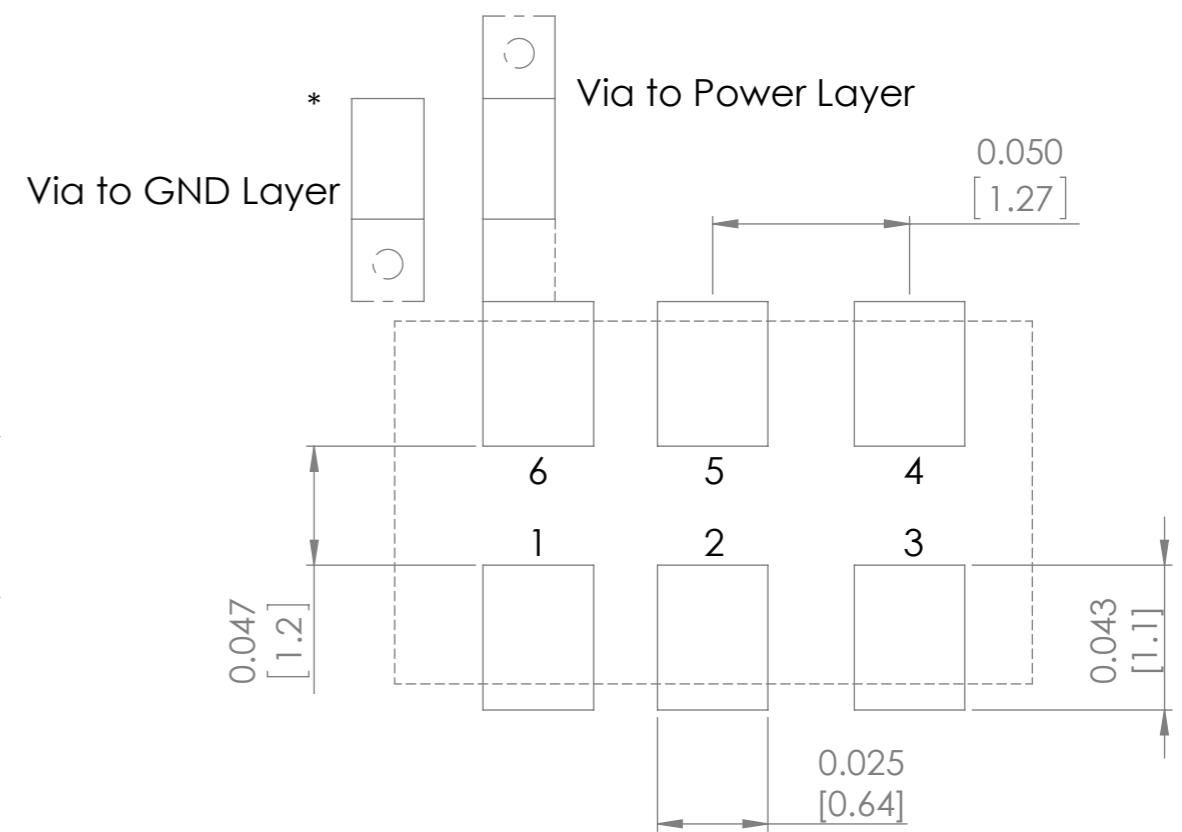 *
Via to Power Layer
Via to GND Layer
0.050
[1.27]
6 5 4
1 2 3
0.047
[1.2]
0.043
[1.1]
0.025
[0.64]